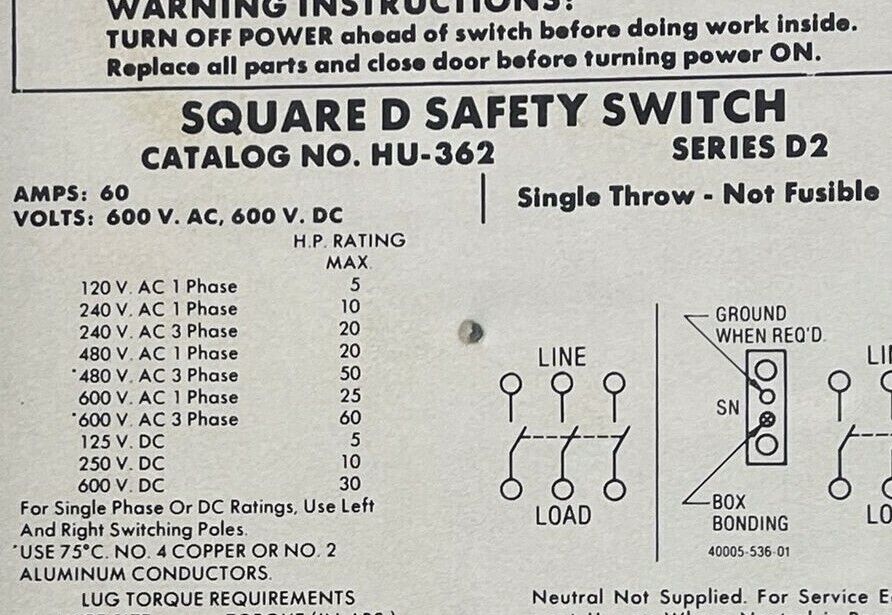 WARNING INSTRUCTIONS:
TURN OFF POWER ahead of switch before doing work inside.
Replace all parts and close door before turning power ON.
SQUARE D SAFETY SWITCH
CATALOG NO. HU-362
SERIES D2
AMPS: 60
VOLTS: 600 V. AC, 600 V. DC
Single Throw - Not Fusible
H.P. RATING
MAX.
120 V. AC 1 Phase 5
240 V. AC 1 Phase 10
240 V. AC 3 Phase 20
480 V. AC 1 Phase 20
*480 V. AC 3 Phase 50
600 V. AC 1 Phase 25
*600 V. AC 3 Phase 60
125 V. DC 5
250 V. DC 10
600 V. DC 30
For Single Phase Or DC Ratings, Use Left
And Right Switching Poles.
*USE 75°C. NO. 4 COPPER OR NO. 2
ALUMINUM CONDUCTORS.
LUG TORQUE REQUIREMENTS
LINE
LOAD
GROUND
WHEN REQ'D.
SN
BOX
BONDING
40005-536-01
LI
LO
Neutral Not Supplied. For Service E